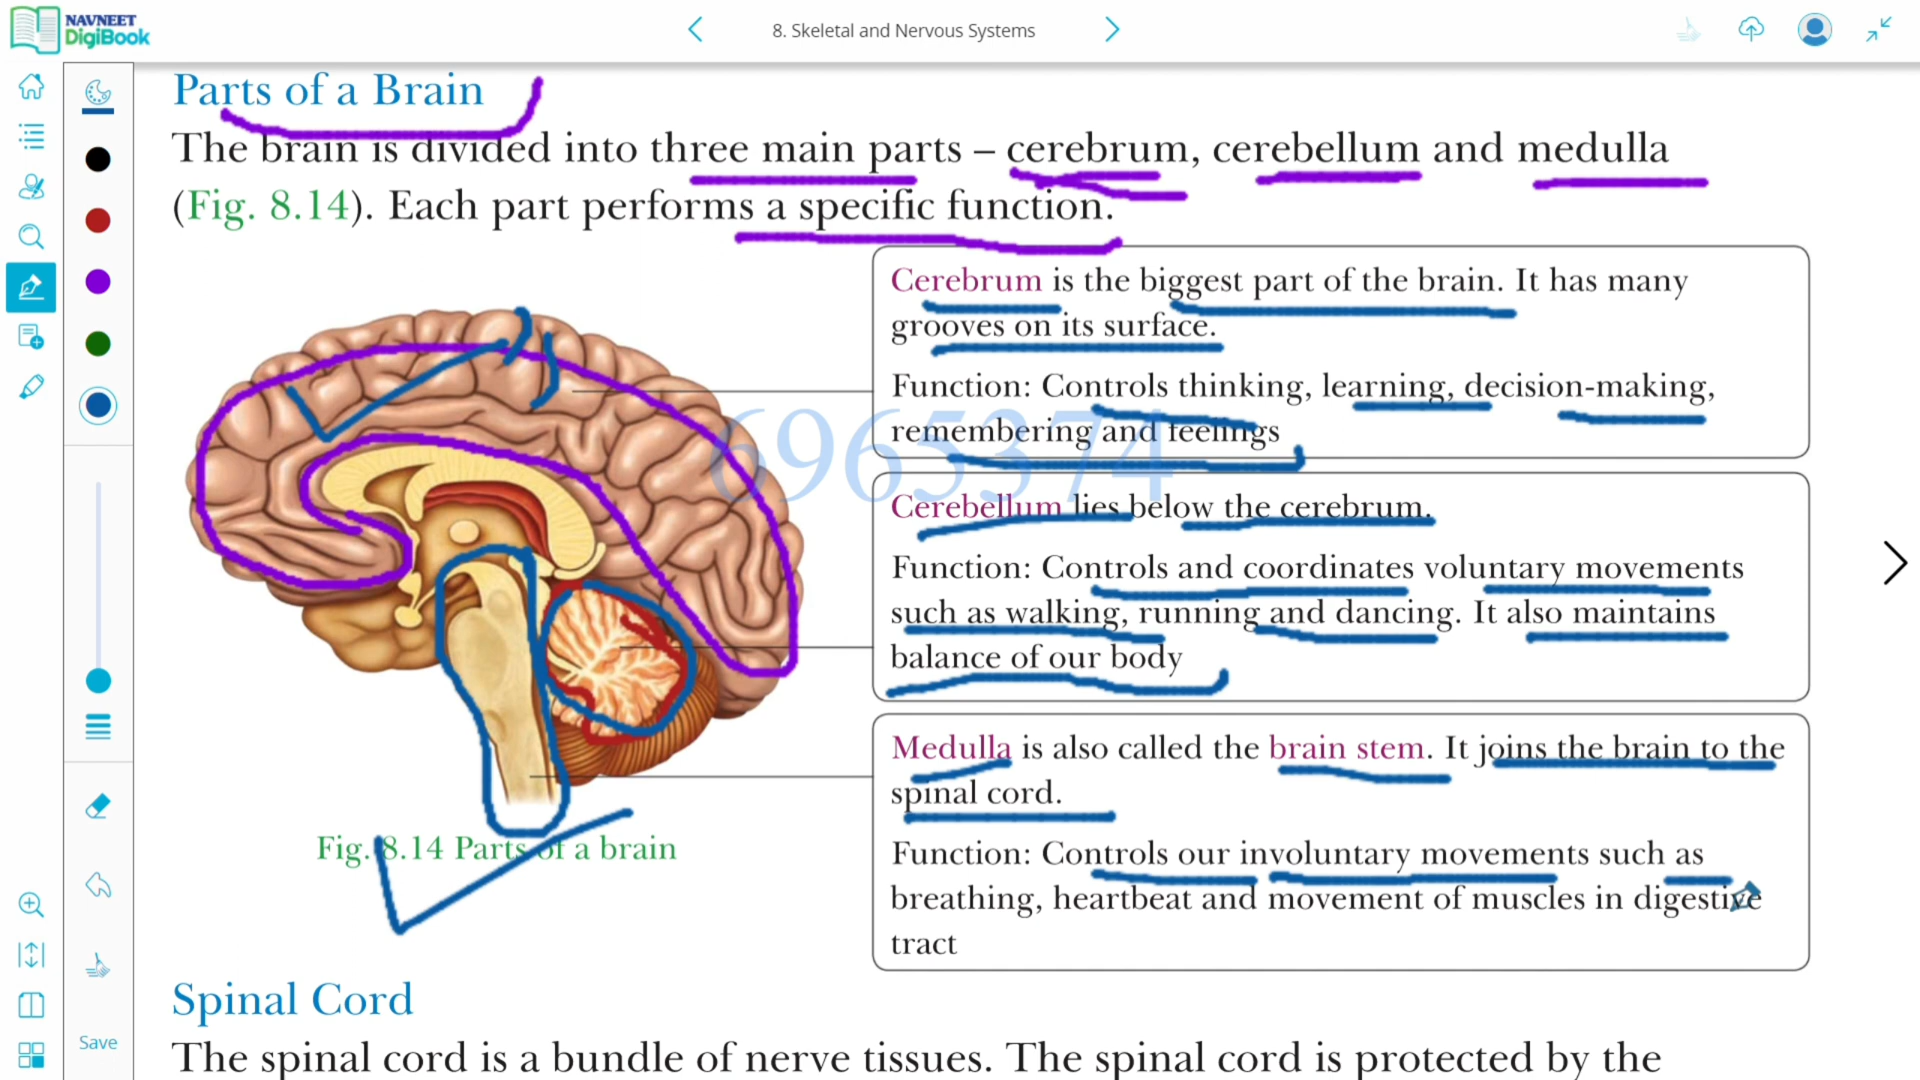 NAVNEET
DigiBook
8. Skeletal and Nervous Systems
Parts of a Brain
The brain is divided into three main parts – cerebrum, cerebellum and medulla
(Fig. 8.14). Each part performs a specific function.
Cerebrum is the biggest part of the brain. It has many
grooves on its surface.
Function: Controls thinking, learning, decision-making,
remembering and feelings
6965374
Cerebellum lies below the cerebrum.
Function: Controls and coordinates voluntary movements
such as walking, running and dancing. It also maintains
balance of our body
Medulla is also called the brain stem. It joins the brain to the
spinal cord.
Function: Controls our involuntary movements such as
breathing, heartbeat and movement of muscles in digestive
tract
Fig. 8.14 Parts of a brain
Spinal Cord
The spinal cord is a bundle of nerve tissues. The spinal cord is protected by the
Save